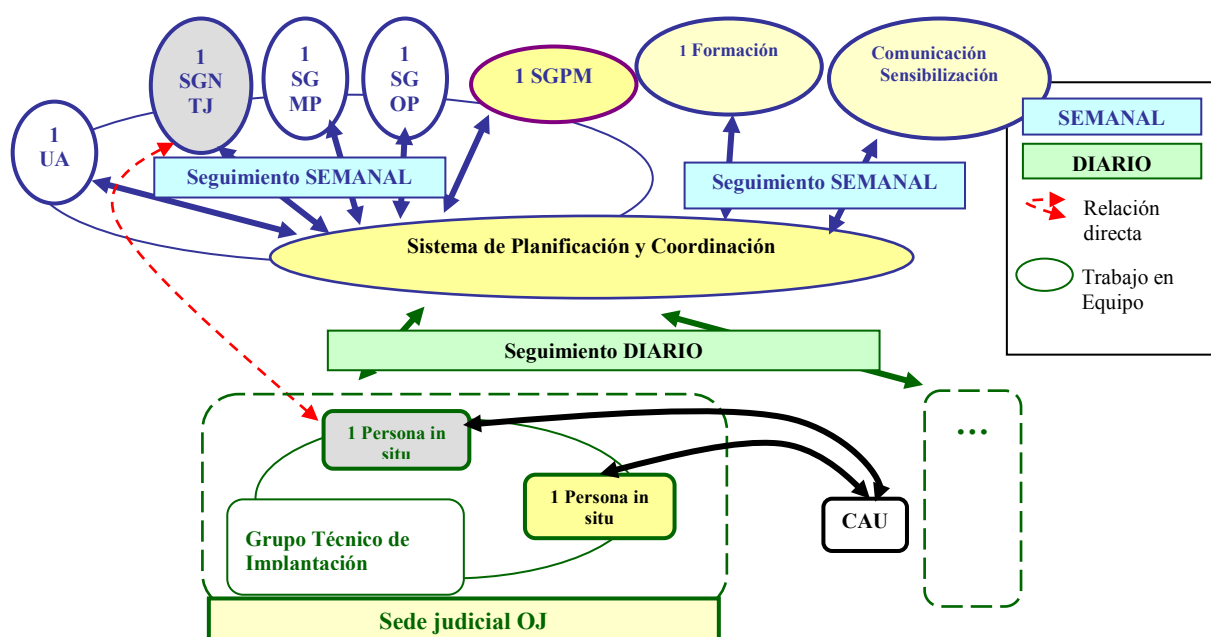 1
UA
1
SGN
TJ
1
SG
MP
1
SG
OP
1 SGPM
1 Formación
Comunicación
Sensibilización
SEMANAL
DIARIO
Relación
directa
Trabajo en
Equipo
Seguimiento SEMANAL
Seguimiento SEMANAL
Sistema de Planificación y Coordinación
Seguimiento DIARIO
1 Persona in
situ
1 Persona in
situ
Grupo Técnico de
Implantación
CAU
...
Sede judicial OJ